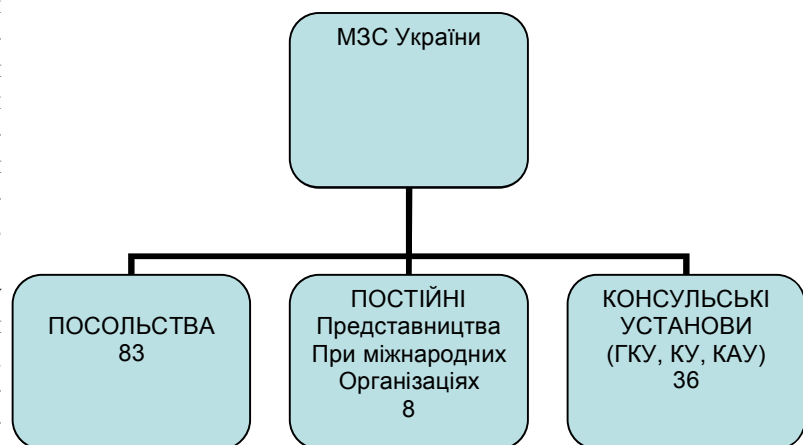 МЗС України
ПОСОЛЬСТВА
83
ПОСТІЙНІ
Представництва
При міжнародних
Організаціях
8
КОНСУЛЬСЬКІ
УСТАНОВИ
(ГКУ, КУ, КАУ)
36